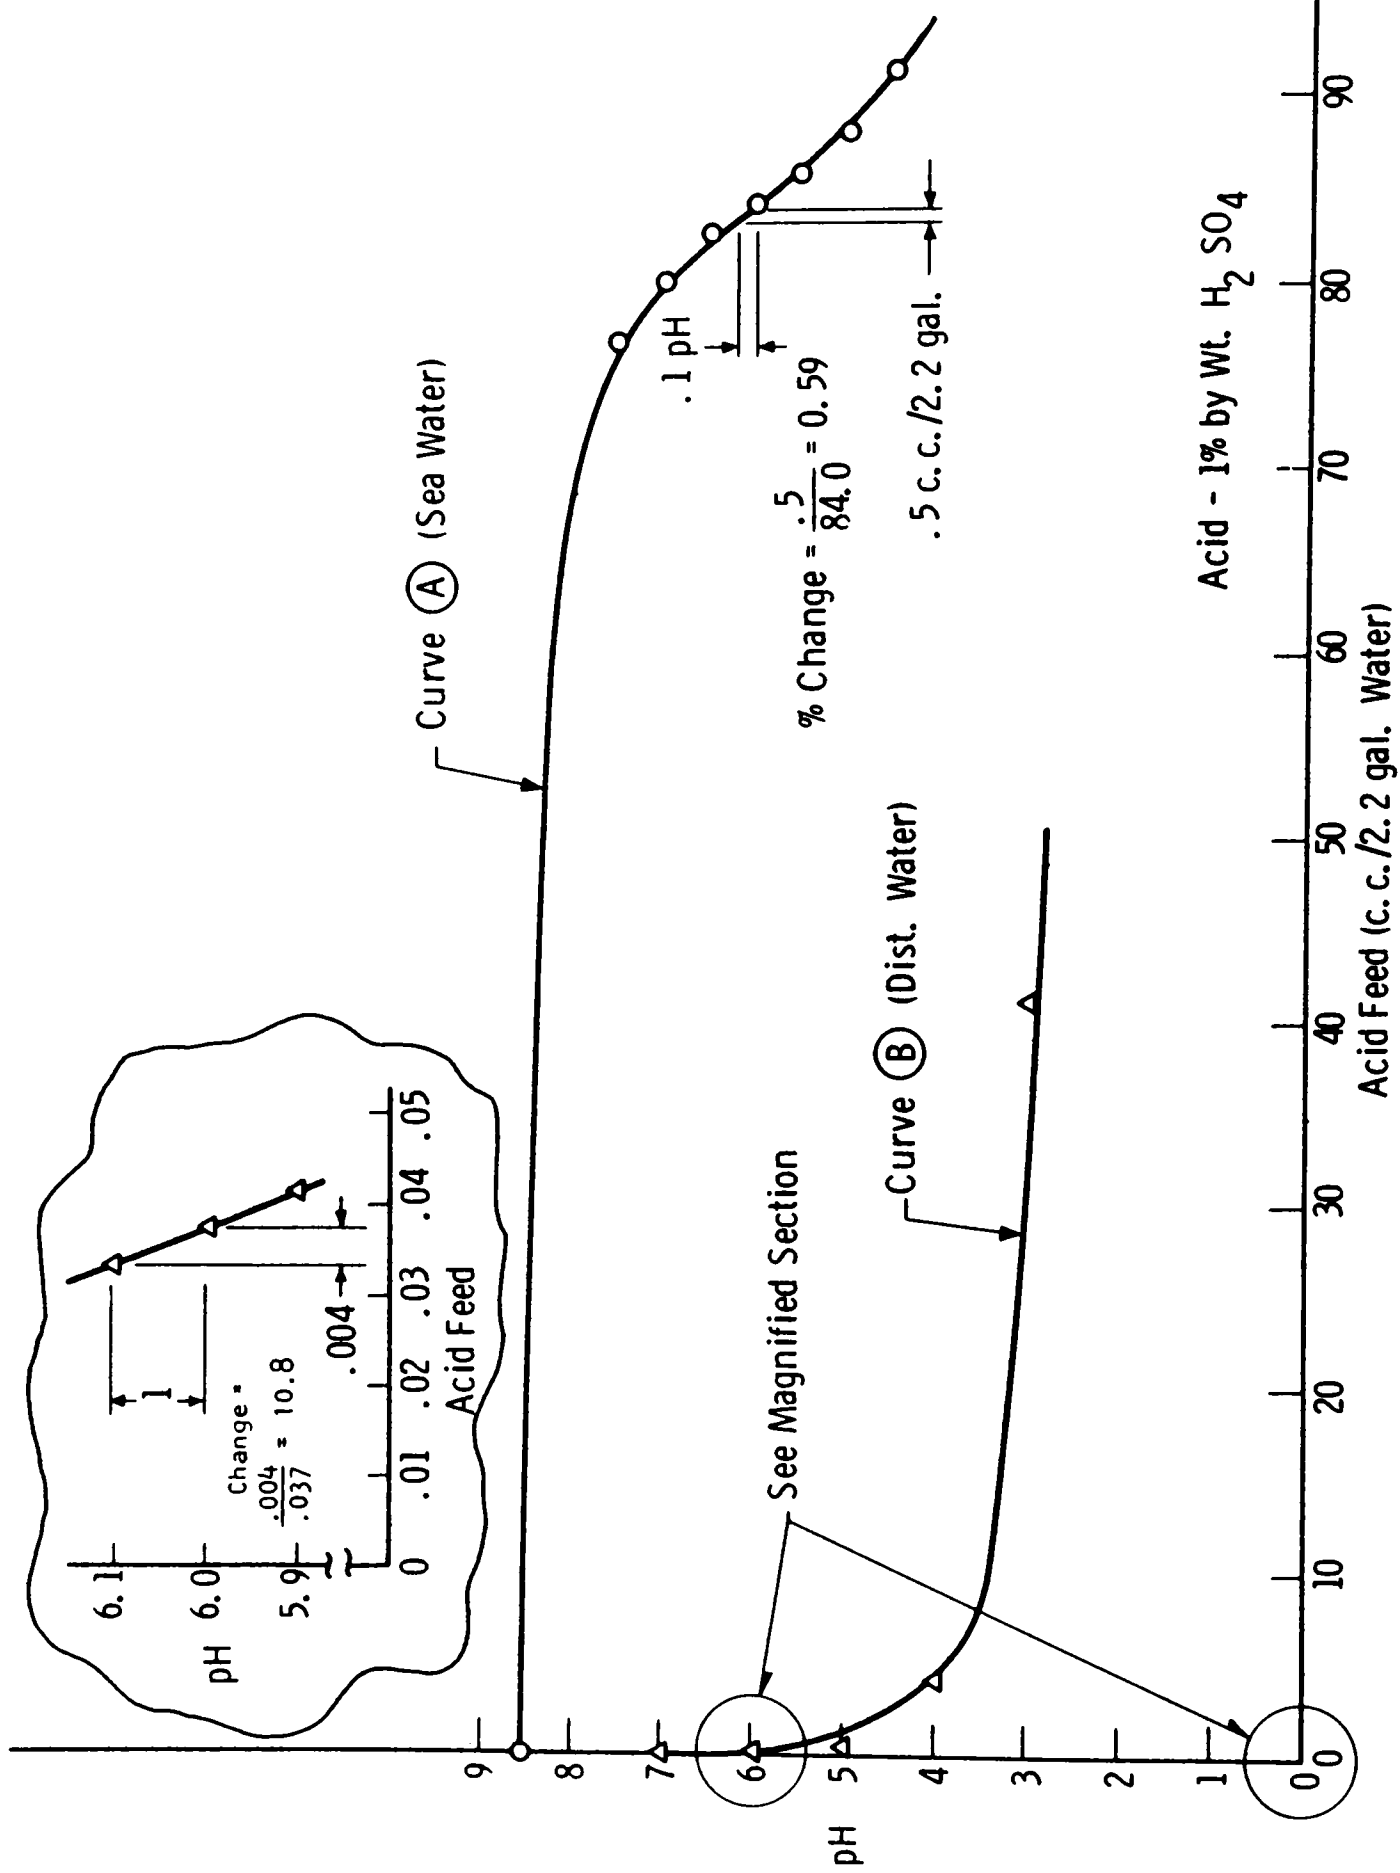 6.1
pH 6.0
5.9
1
Change =
.004
.037
= 10.8
.004
0 .01 .02 .03 .04 .05
Acid Feed
Curve A (Sea Water)
.1 pH
% Change = .5
84.0
= 0.59
.5 c.c./2.2 gal.
See Magnified Section
Curve B (Dist. Water)
Acid - 1% by Wt. H2 SO4
pH
9
8
7
6
5
4
3
2
1
0
0 10 20 30 40 50 60 70 80 90
Acid Feed (c.c./2.2 gal. Water)